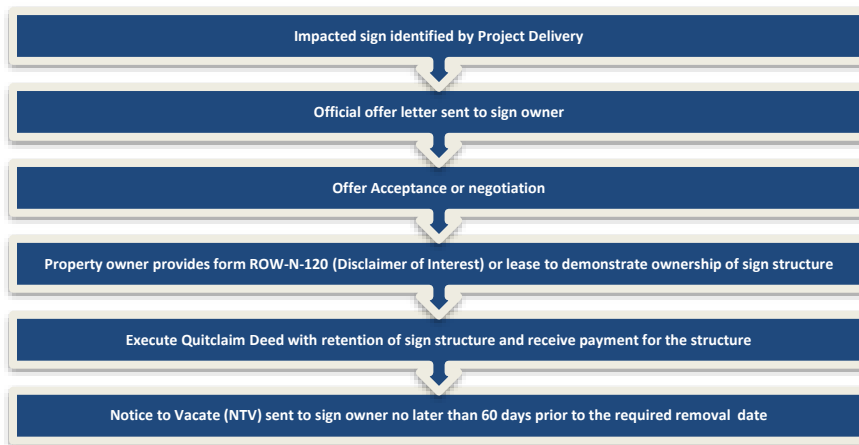 Impacted sign identified by Project Delivery
Official offer letter sent to sign owner
Offer Acceptance or negotiation
Property owner provides form ROW-N-120 (Disclaimer of Interest) or lease to demonstrate ownership of sign structure
Execute Quitclaim Deed with retention of sign structure and receive payment for the structure
Notice to Vacate (NTV) sent to sign owner no later than 60 days prior to the required removal date